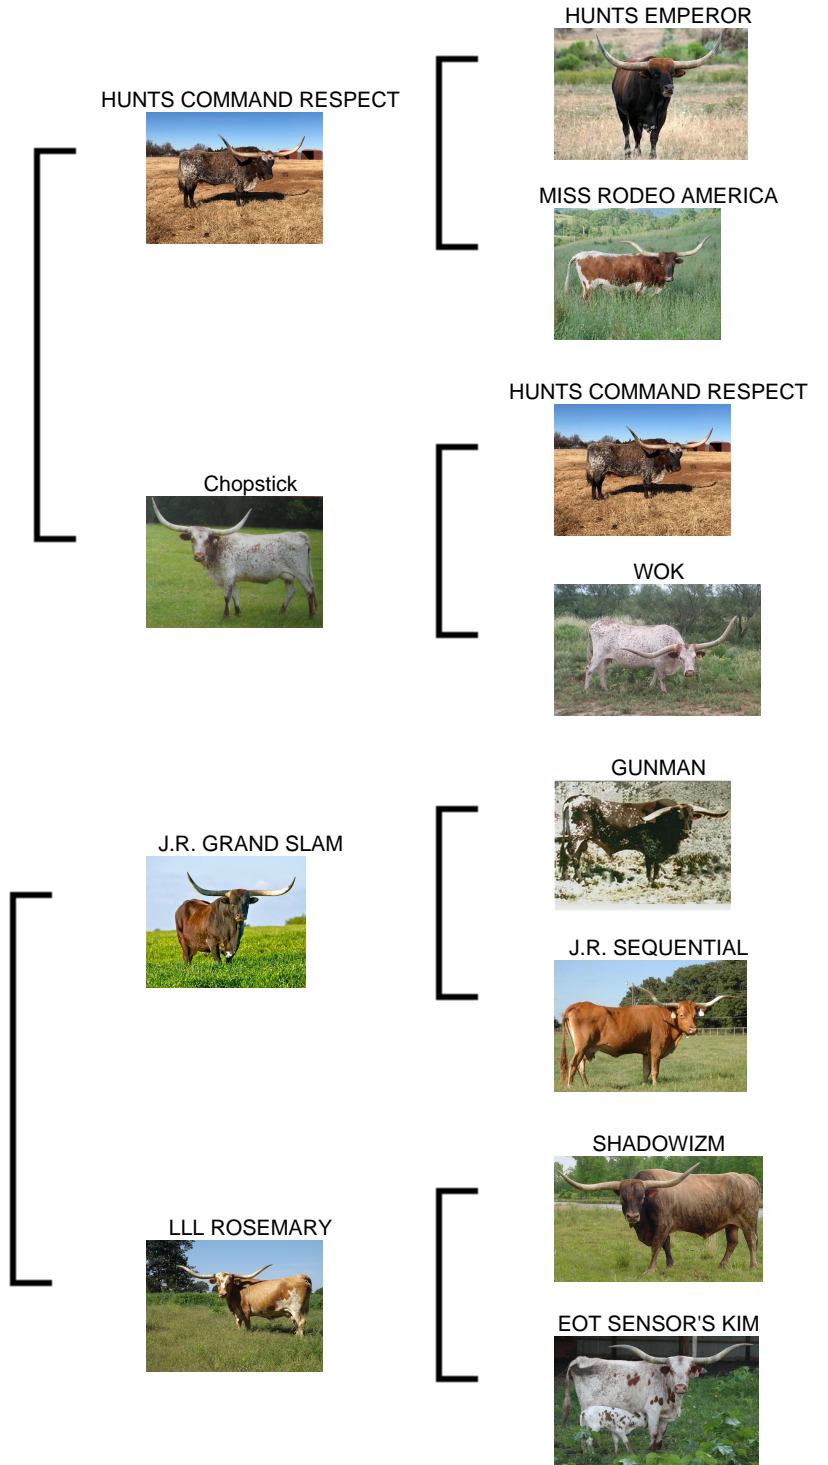 HUNTS EMPEROR
HUNTS COMMAND RESPECT
MISS RODEO AMERICA
HUNTS COMMAND RESPECT
Chopstick
WOK
GUNMAN
J.R. GRAND SLAM
J.R. SEQUENTIAL
SHADOWIZM
LLL ROSEMARY
EOT SENSOR'S KIM